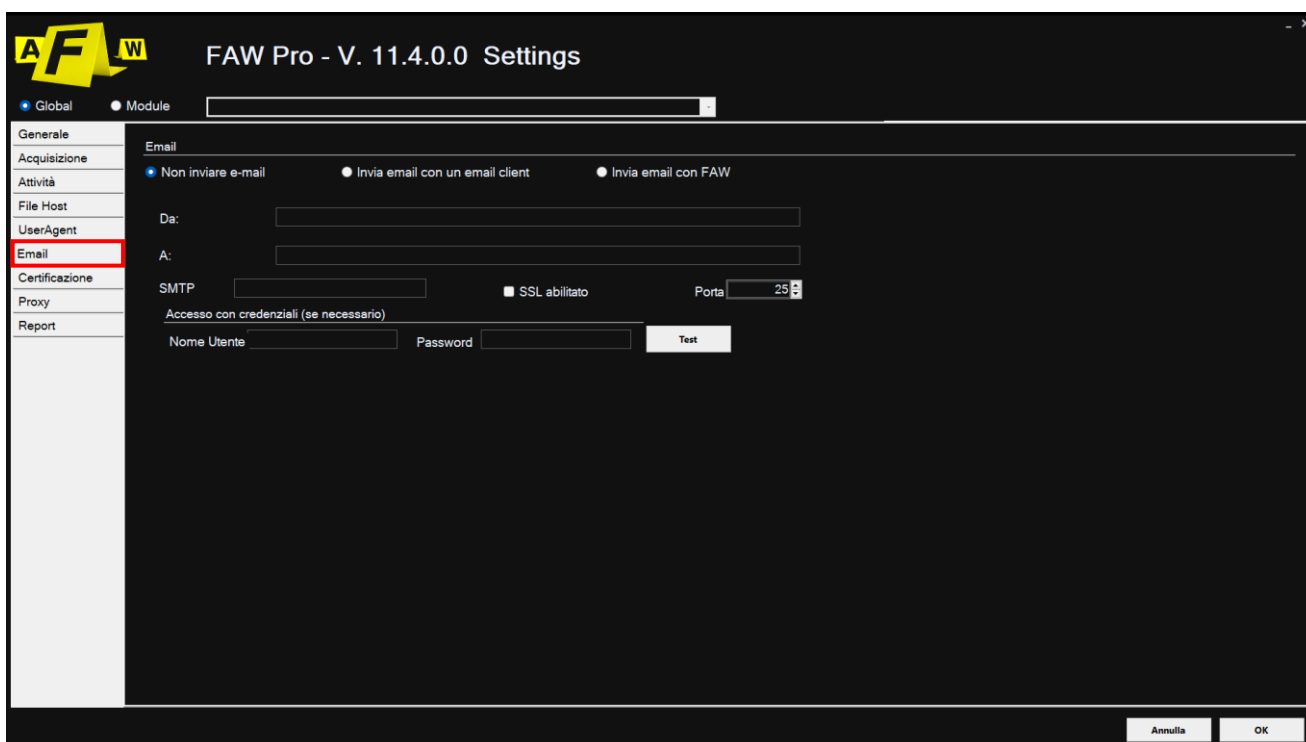 A F W
FAW Pro - V. 11.4.0.0 Settings
Global Module
Generale
Acquisizione
Attività
File Host
UserAgent
Email
Certificazione
Proxy
Report
Email
Non inviare e-mail Invia email con un email client Invia email con FAW
Da:
A:
SMTP SSL abilitato Porta 25
Accesso con credenziali (se necessario)
Nome Utente Password Test
Annulla OK